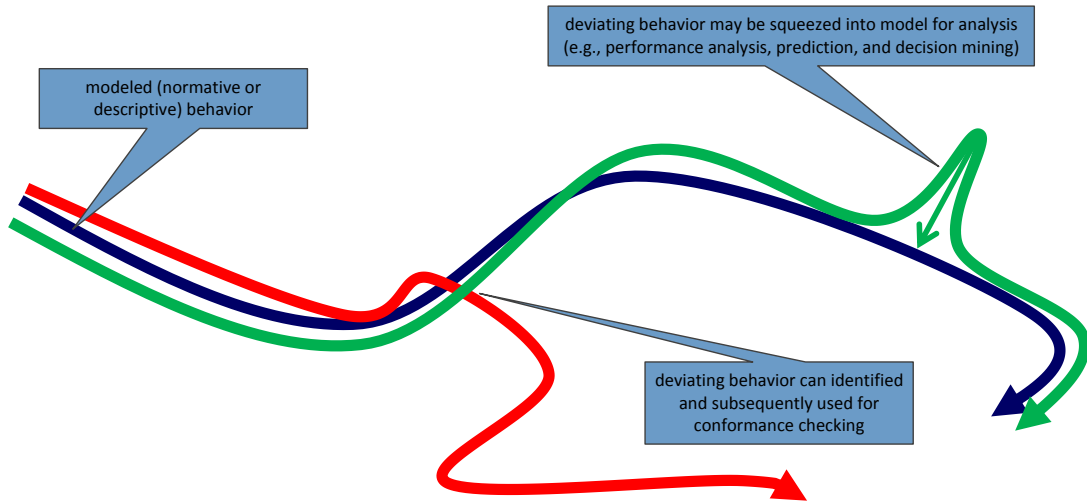 deviating behavior may be squeezed into model for analysis
(e.g., performance analysis, prediction, and decision mining)
modeled (normative or
descriptive) behavior
deviating behavior can identified
and subsequently used for
conformance checking